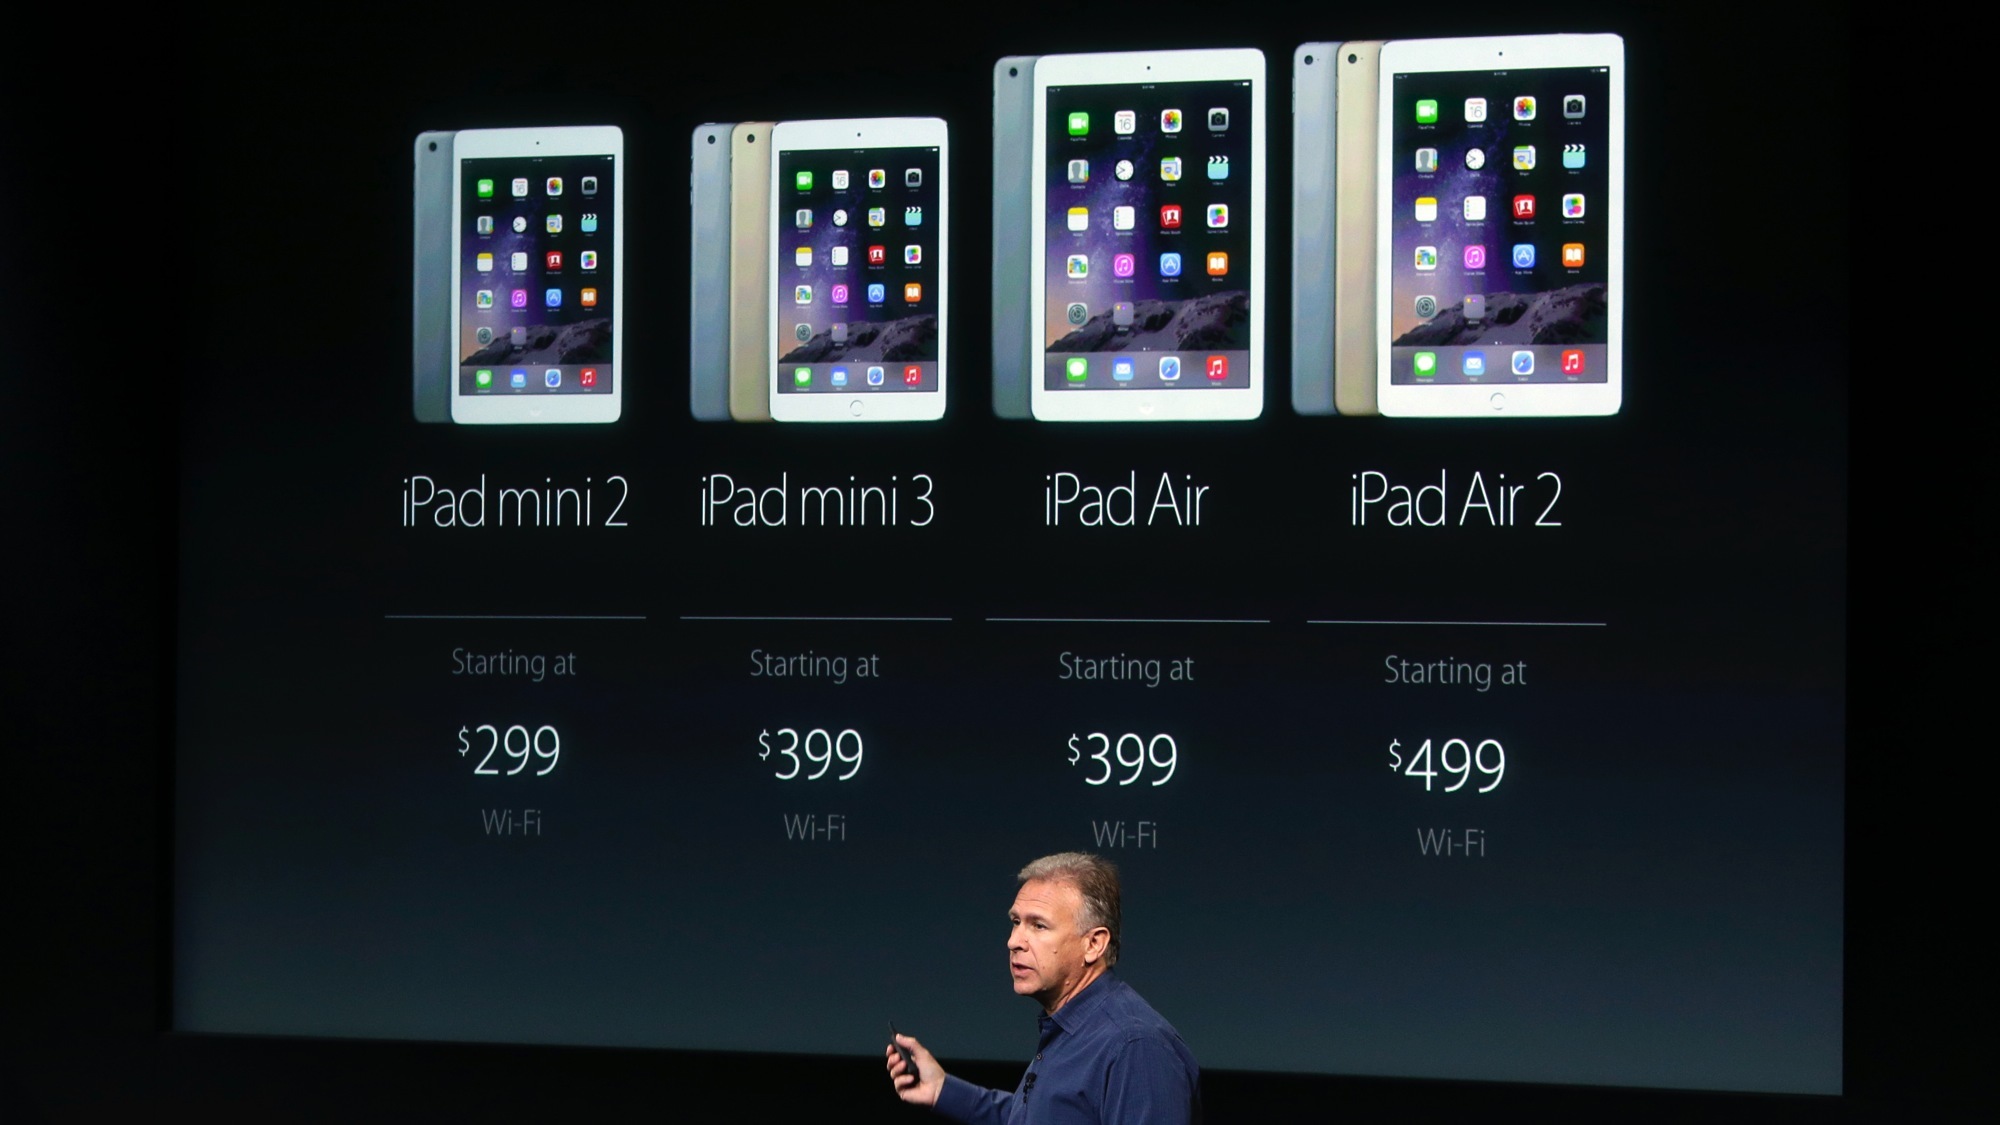 iPad mini 2
iPad mini 3
iPad Air
iPad Air 2
Starting at
Starting at
Starting at
Starting at
$299
$399
$399
$499
Wi-Fi
Wi-Fi
Wi-Fi
Wi-Fi